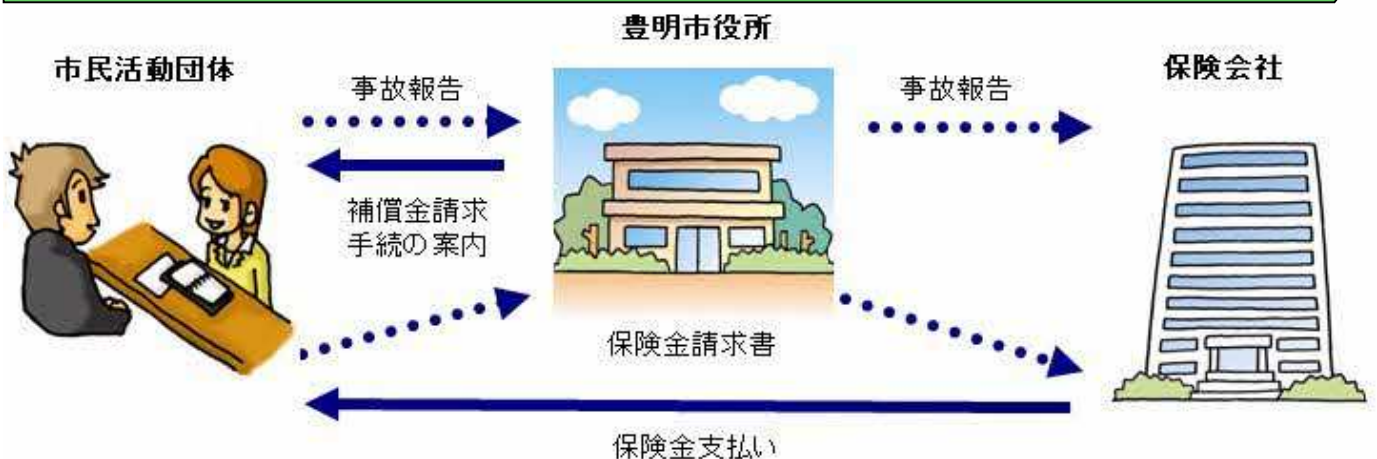 豊明市役所
市民活動団体
保険会社
事故報告
事故報告
補償金請求
手続の案内
保険金請求書
保険金支払い